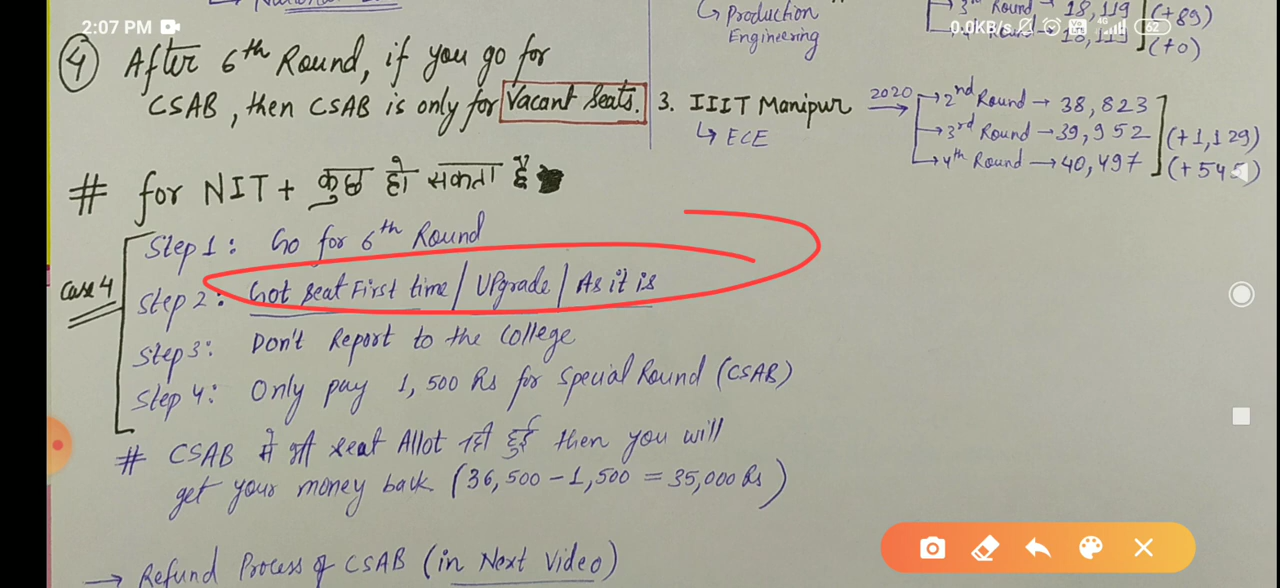 2:07 PM
0.0KB/s
4G
62
④ After 6th Round, if you go for
CSAB, then CSAB is only for Vacant Seats.
# for NIT+ कुछ हो सकता है
Case 4
Step 1: Go for 6th Round
Step 2: Got seat First time / Upgrade / As it is
Step 3: Don't Report to the College
Step 4: Only pay 1,500 Rs for Special Round (CSAB)
# CSAB में भी seat Allot नहीं हुई then you will
get your money back (36,500 - 1,500 = 35,000 Rs)
→ Refund Process of CSAB (in Next Video)
↳ Production
Engineering
→ 3rd Round → 18,119 (+89)
Round → 18,119 (+0)
3. IIIT Manipur
↳ ECE
2020
→ 2nd Round → 38,823
→ 3rd Round → 39,952 (+1,129)
→ 4th Round → 40,497 (+545)